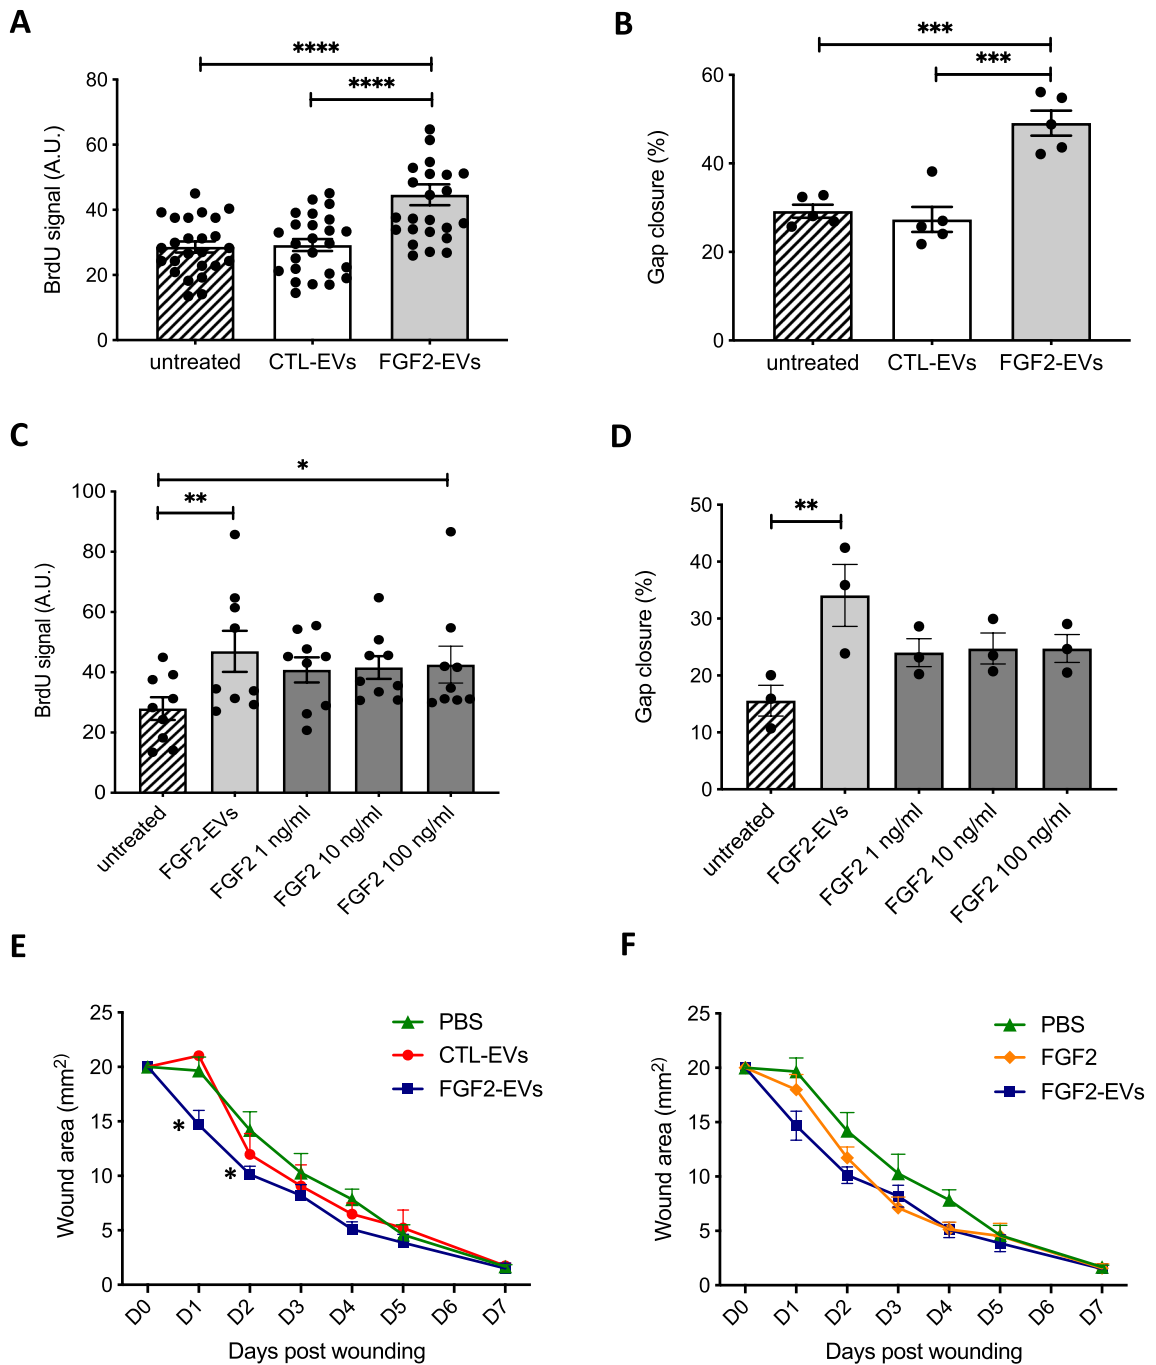 A
****
****
BrdU signal (A.U.)
80
60
40
20
0
untreated
CTL-EVs
FGF2-EVs
B
***
***
Gap closure (%)
60
40
20
0
untreated
CTL-EVs
FGF2-EVs
C
*
**
BrdU signal (A.U.)
100
80
60
40
20
0
untreated
FGF2-EVs
FGF2 1 ng/ml
FGF2 10 ng/ml
FGF2 100 ng/ml
D
**
Gap closure (%)
50
40
30
20
10
0
untreated
FGF2-EVs
FGF2 1 ng/ml
FGF2 10 ng/ml
FGF2 100 ng/ml
E
Wound area (mm²)
25
20
15
10
5
0
PBS
CTL-EVs
FGF2-EVs
*
*
D0
D1
D2
D3
D4
D5
D6
D7
Days post wounding
F
Wound area (mm²)
25
20
15
10
5
0
PBS
FGF2
FGF2-EVs
D0
D1
D2
D3
D4
D5
D6
D7
Days post wounding